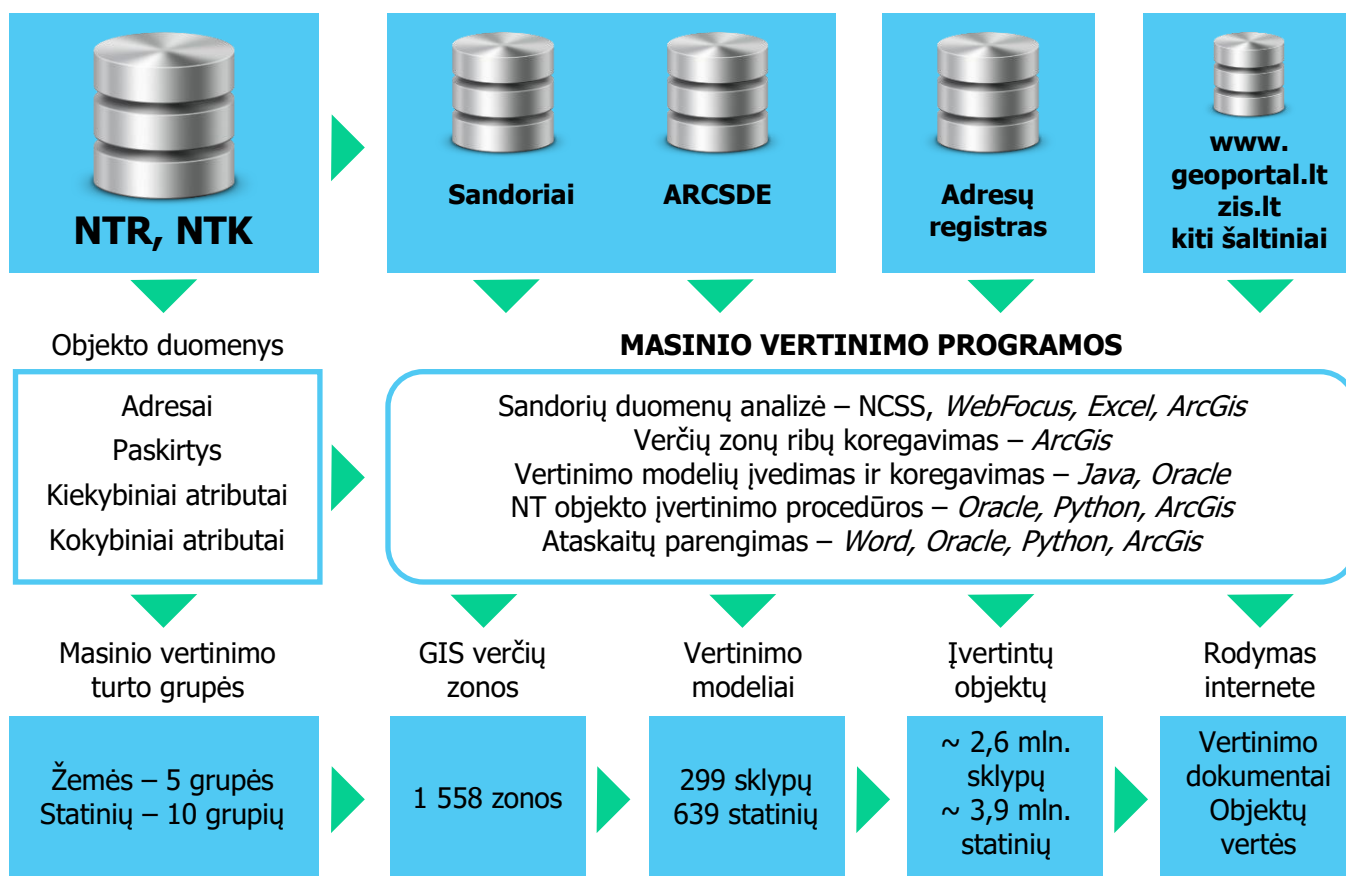 NTR, NTK
Sandoriai
ARCSDE
Adresų
registras
www.
geoportal.lt
zis.lt
kiti šaltiniai
Objekto duomenys
Adresai
Paskirtys
Kiekybiniai atributai
Kokybiniai atributai
MASINIO VERTINIMO PROGRAMOS
Sandorių duomenų analizė – NCSS, WebFocus, Excel, ArcGis
Verčių zonų ribų koregavimas – ArcGis
Vertinimo modelių įvedimas ir koregavimas – Java, Oracle
NT objekto įvertinimo procedūros – Oracle, Python, ArcGis
Ataskaitų parengimas – Word, Oracle, Python, ArcGis
Masinio vertinimo
turto grupės
Žemės – 5 grupės
Statinių – 10 grupių
GIS verčių
zonos
1 558 zonos
Vertinimo
modeliai
299 sklypų
639 statinių
Įvertintų
objektų
~ 2,6 mln.
sklypų
~ 3,9 mln.
statinių
Rodymas
internete
Vertinimo
dokumentai
Objektų
vertės